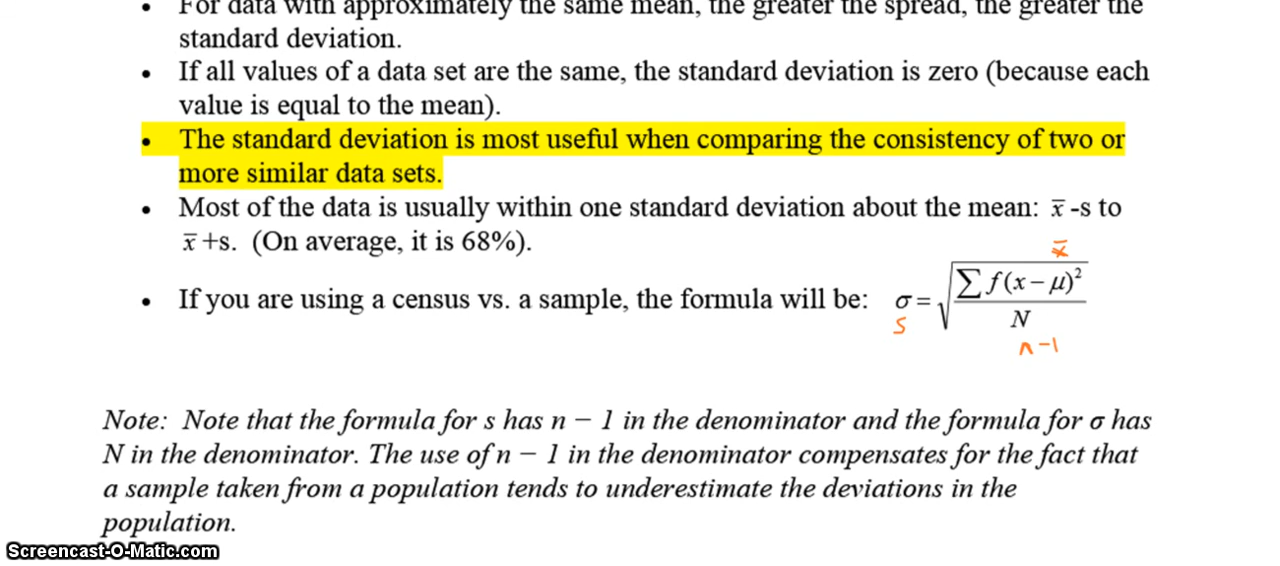 • For data with approximately the same mean, the greater the spread, the greater the
standard deviation.
• If all values of a data set are the same, the standard deviation is zero (because each
value is equal to the mean).
• The standard deviation is most useful when comparing the consistency of two or
more similar data sets.
• Most of the data is usually within one standard deviation about the mean: x̅ -s to
x̅ +s. (On average, it is 68%).
x̅
• If you are using a census vs. a sample, the formula will be: σ = √(∑ f(x − μ)² / N)
s
n -1
Note: Note that the formula for s has n − 1 in the denominator and the formula for σ has
N in the denominator. The use of n − 1 in the denominator compensates for the fact that
a sample taken from a population tends to underestimate the deviations in the
population.
Screencast-O-Matic.com